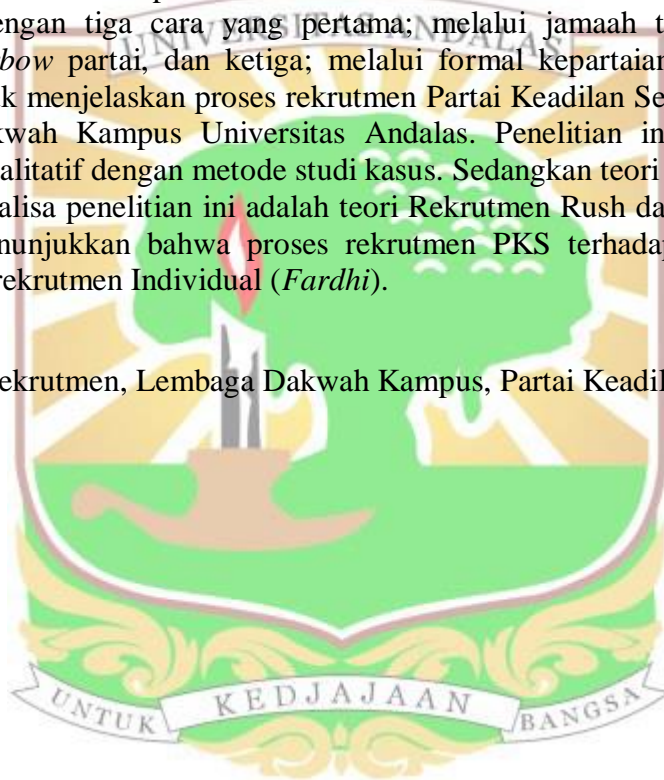 engan tiga cara yang pertama; melalui jamaah t
UNIVERSITAS ANDALAS
bow partai, dan ketiga; melalui formal kepartaian
k menjelaskan proses rekrutmen Partai Keadilan Se
kwah Kampus Universitas Andalas. Penelitian in
alitatif dengan metode studi kasus. Sedangkan teori
alisa penelitian ini adalah teori Rekrutmen Rush da
nunjukkan bahwa proses rekrutmen PKS terhadap
rekrutmen Individual (Fardhi).
ekrutmen, Lembaga Dakwah Kampus, Partai Keadil
UNTUK KEDJAJAAN BANGSA